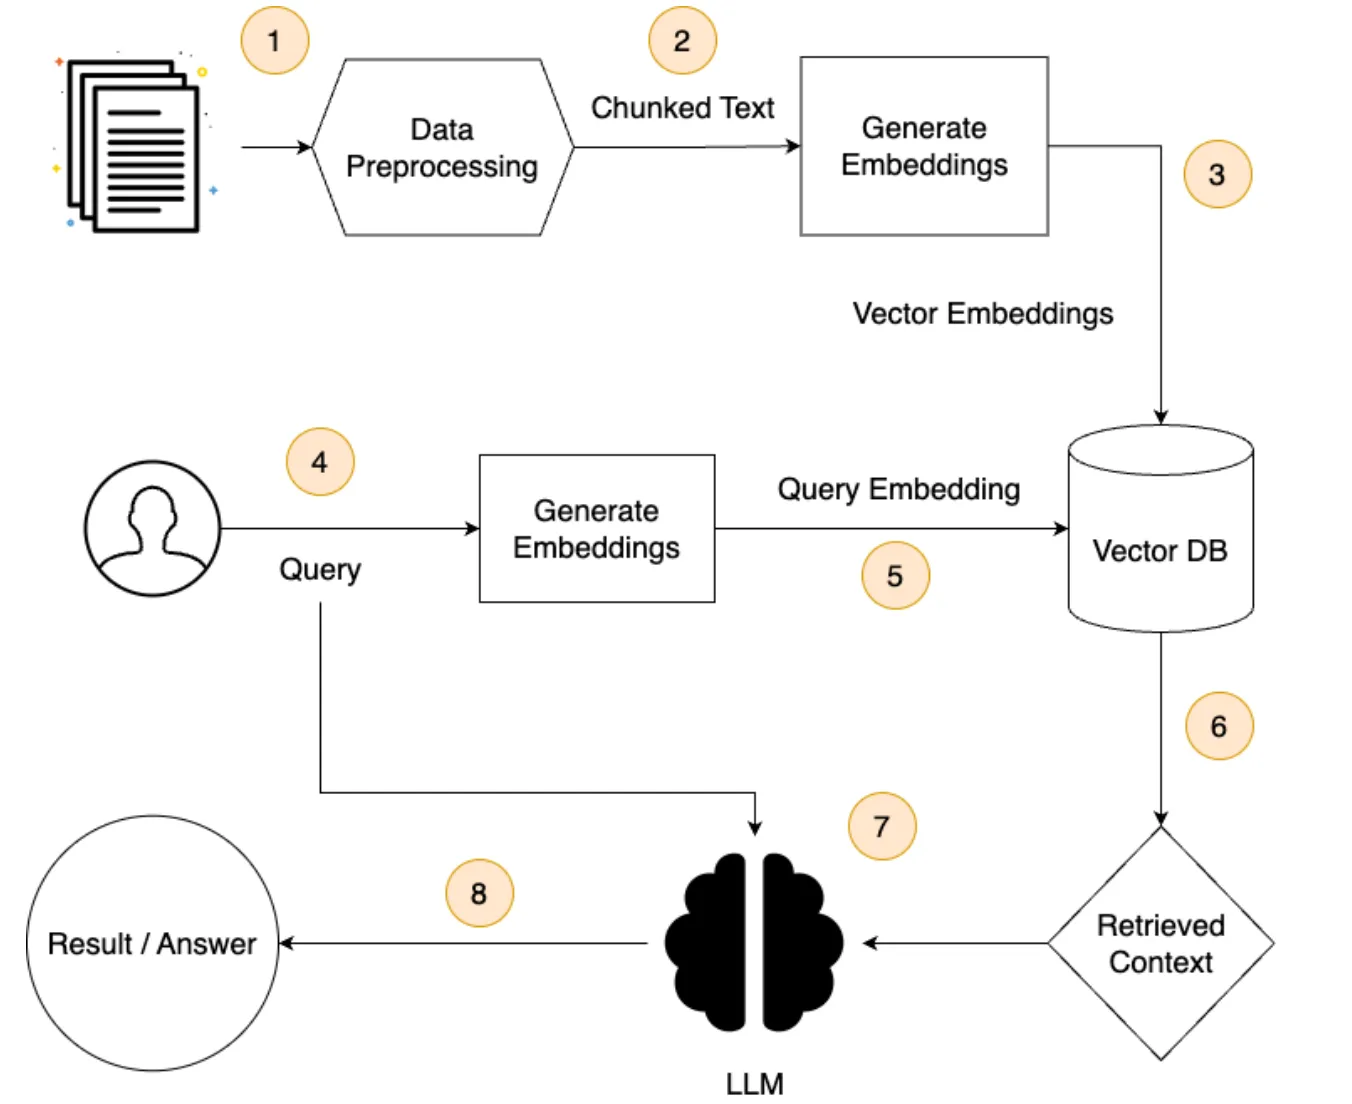 1
2
Chunked Text
Data
Preprocessing
Generate
Embeddings
3
Vector Embeddings
4
Query
Generate
Embeddings
Query Embedding
5
Vector DB
6
7
8
Result / Answer
Retrieved
Context
LLM